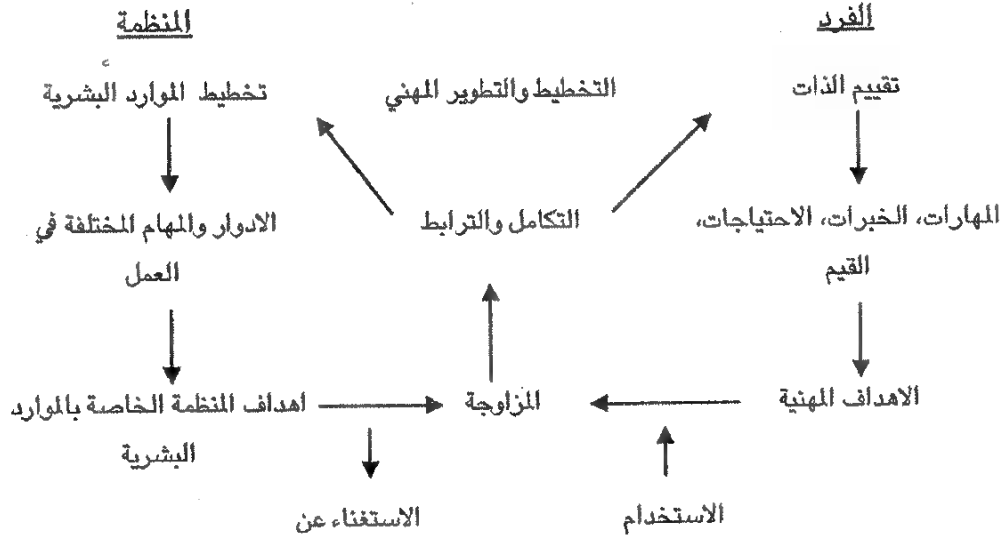 الفرد
المنظمة
تقييم الذات
التخطيط والتطوير المهني
تخطيط الموارد البشرية
المهارات، الخبرات، الاحتياجات،
القيم
التكامل والترابط
الادوار والمهام المختلفة في
العمل
الاهداف المهنية
المزاوجة
اهداف المنظمة الخاصة بالموارد
البشرية
الاستخدام
الاستغناء عن